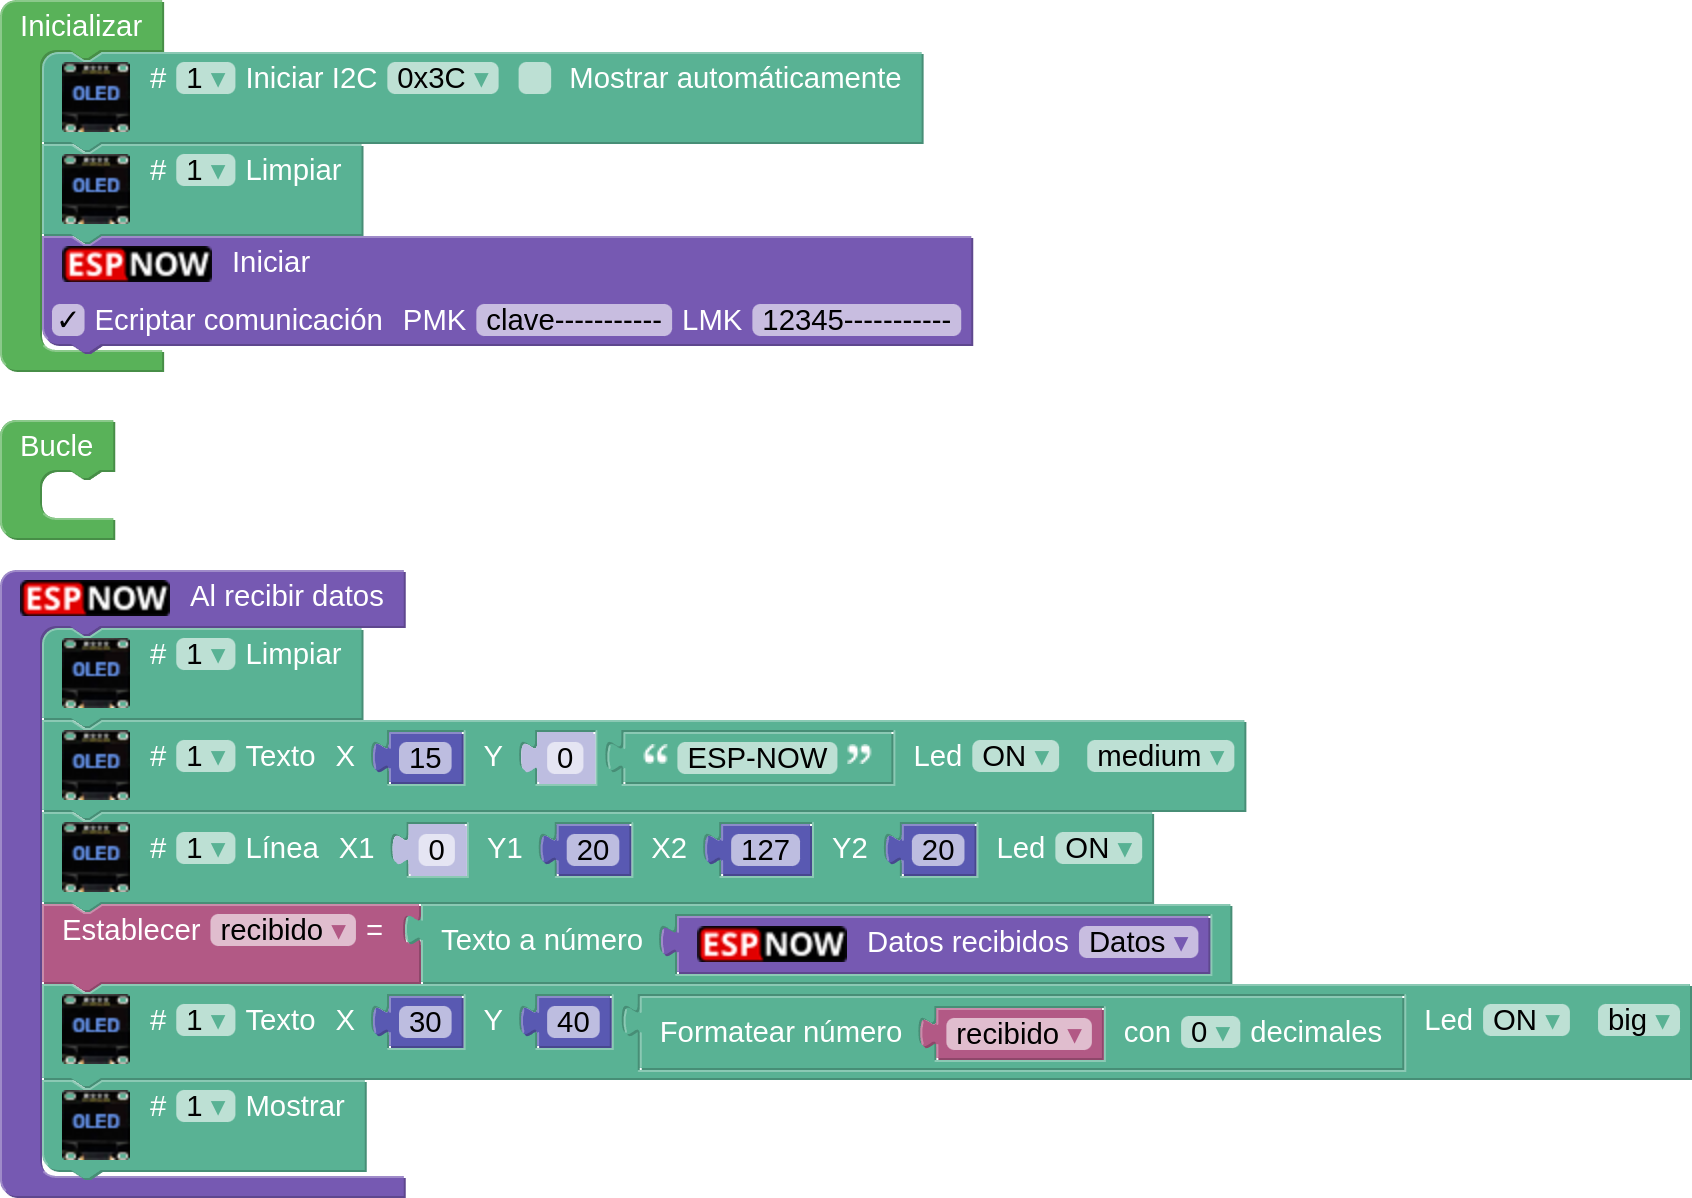 Inicializar
OLED # 1 ▾ Iniciar I2C 0x3C ▾ Mostrar automáticamente
OLED # 1 ▾ Limpiar
ESP NOW Iniciar
✓ Ecriptar comunicación PMK clave----------- LMK 12345-----------
Bucle
ESP NOW Al recibir datos
OLED # 1 ▾ Limpiar
OLED # 1 ▾ Texto X 15 Y 0 “ ESP-NOW ” Led ON ▾ medium ▾
OLED # 1 ▾ Línea X1 0 Y1 20 X2 127 Y2 20 Led ON ▾
Establecer recibido ▾ = Texto a número ESP NOW Datos recibidos Datos ▾
OLED # 1 ▾ Texto X 30 Y 40 Formatear número recibido ▾ con 0 ▾ decimales Led ON ▾ big ▾
OLED # 1 ▾ Mostrar